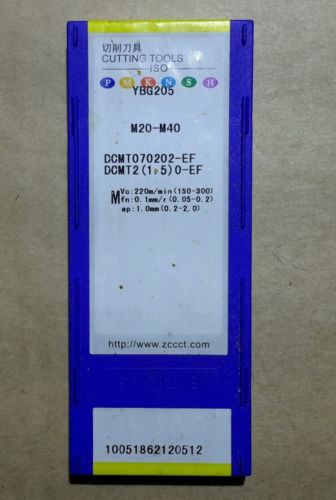 切削刀具
CUTTING TOOLS
ISO
P M K N S H
YBG205
M20-M40
DCMT070202-EF
DCMT2(1.5)0-EF
M
Vc:220m/min(150-300)
fn:0.1mm/r(0.05-0.2)
ap:1.0mm(0.2-2.0)
http://www.zccct.com
10051862120512